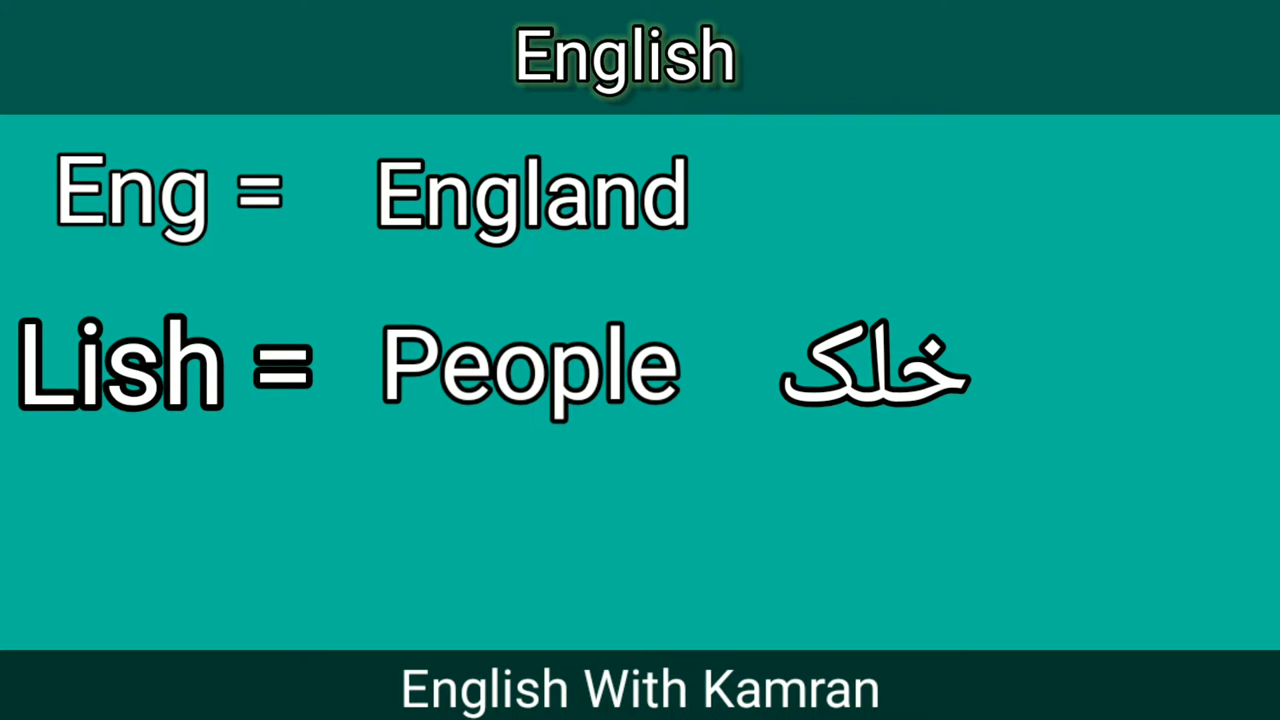 English
Eng = England
Lish = People خلک
English With Kamran